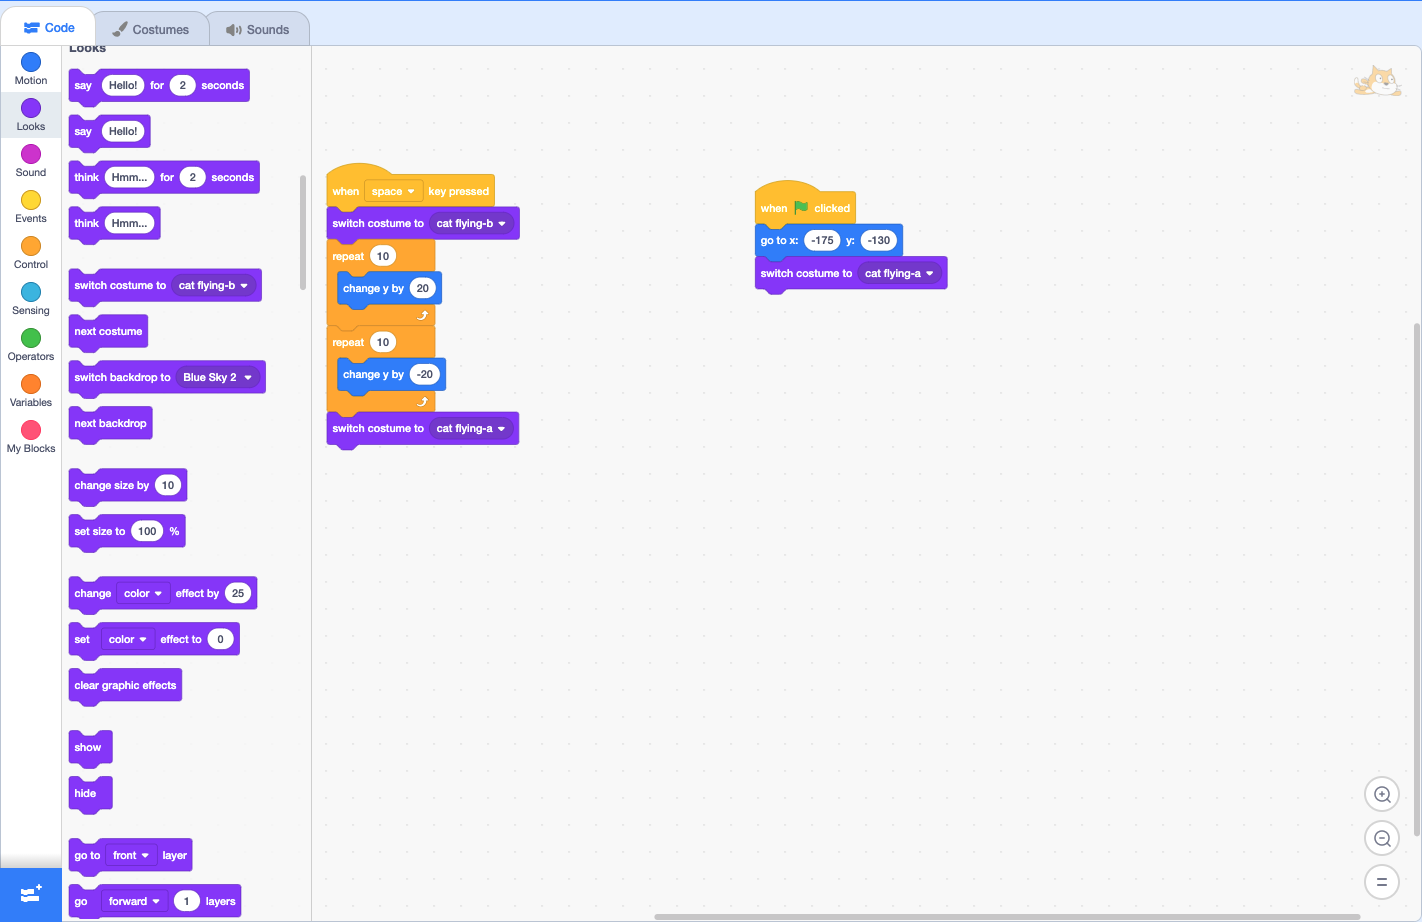 Code
Costumes
Sounds
Motion
Looks
Sound
Events
Control
Sensing
Operators
Variables
My Blocks
Looks
say Hello! for 2 seconds
say Hello!
think Hmm... for 2 seconds
think Hmm...
switch costume to cat flying-b
next costume
switch backdrop to Blue Sky 2
next backdrop
change size by 10
set size to 100 %
change color effect by 25
set color effect to 0
clear graphic effects
show
hide
go to front layer
go forward 1 layers
when space key pressed
switch costume to cat flying-b
repeat 10
change y by 20
repeat 10
change y by -20
switch costume to cat flying-a
when clicked
go to x: -175 y: -130
switch costume to cat flying-a